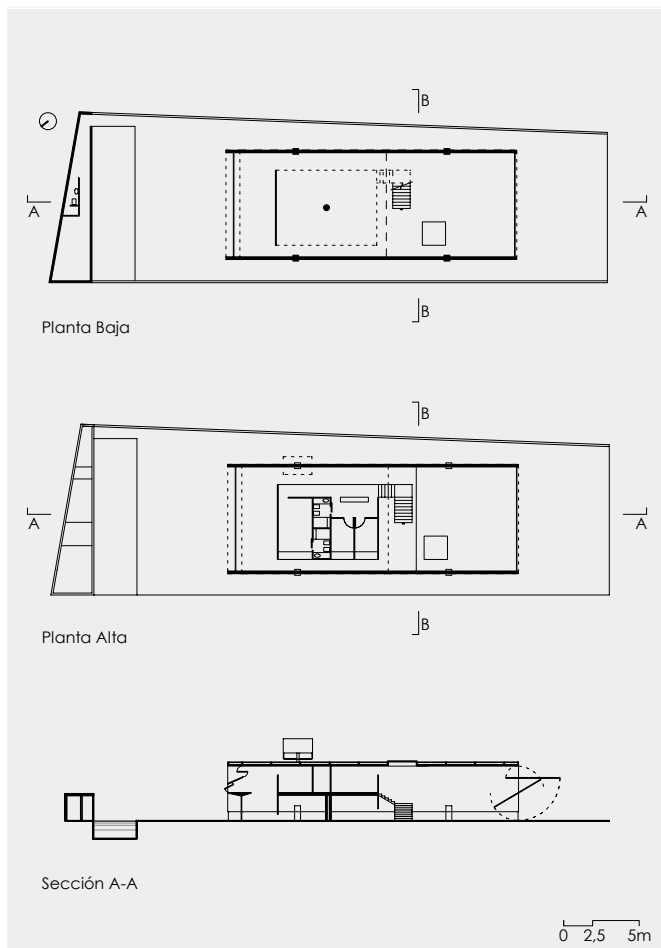 B
A A
B
Planta Baja
B
A A
B
Planta Alta
Sección A-A
0 2,5 5m